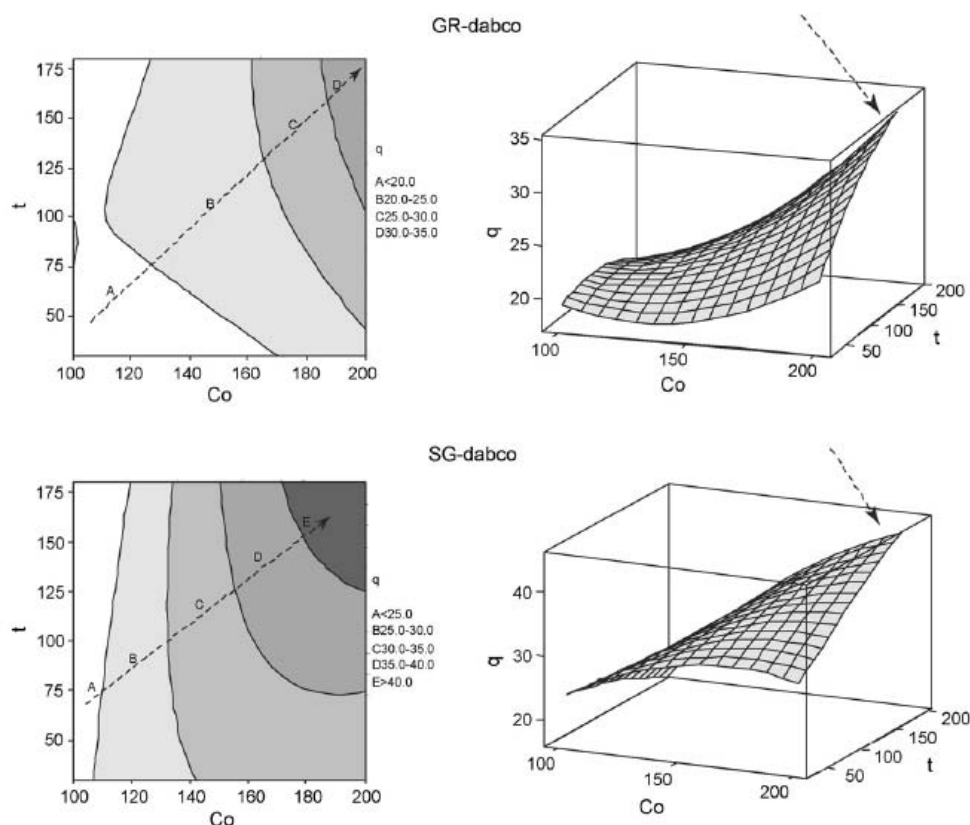 GR-dabco
175
150
125
100
75
50
t
100 120 140 160 180 200
Co
A
B
C
D
q
A<20.0
B20.0-25.0
C25.0-30.0
D30.0-35.0
35
30
25
20
q
100
150
200
Co
50
100
150
200
t
SG-dabco
175
150
125
100
75
50
t
100 120 140 160 180 200
Co
A
B
C
D
E
q
A<25.0
B25.0-30.0
C30.0-35.0
D35.0-40.0
E>40.0
40
30
20
q
100
150
200
Co
50
100
150
200
t